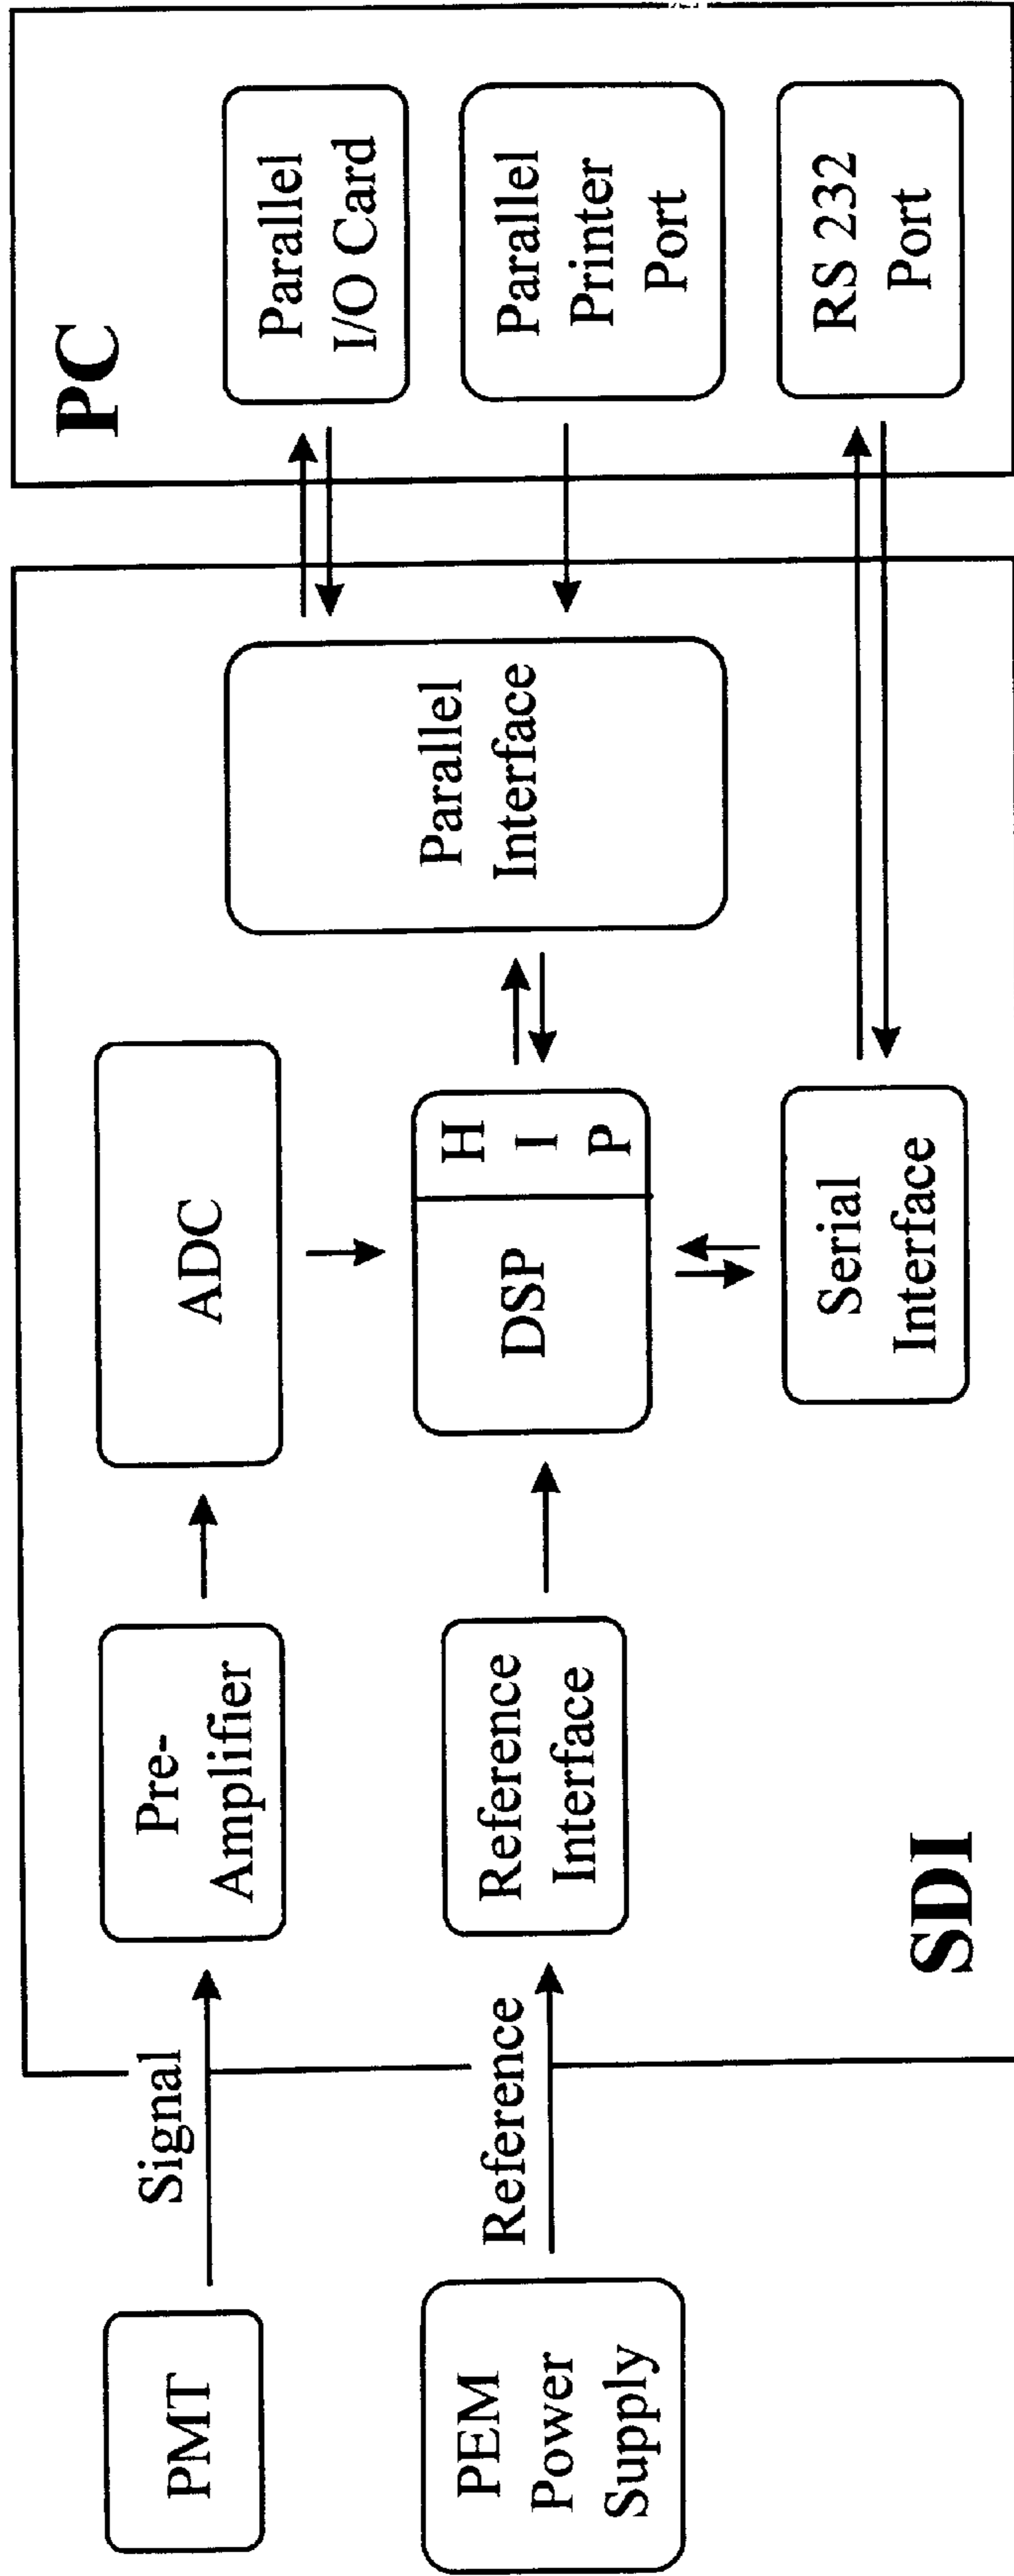 PMT
Signal
Pre-
Amplifier
ADC
PEM
Power
Supply
Reference
Reference
Interface
DSP
H
I
P
Serial
Interface
Parallel
Interface
SDI
PC
Parallel
I/O Card
Parallel
Printer
Port
RS 232
Port